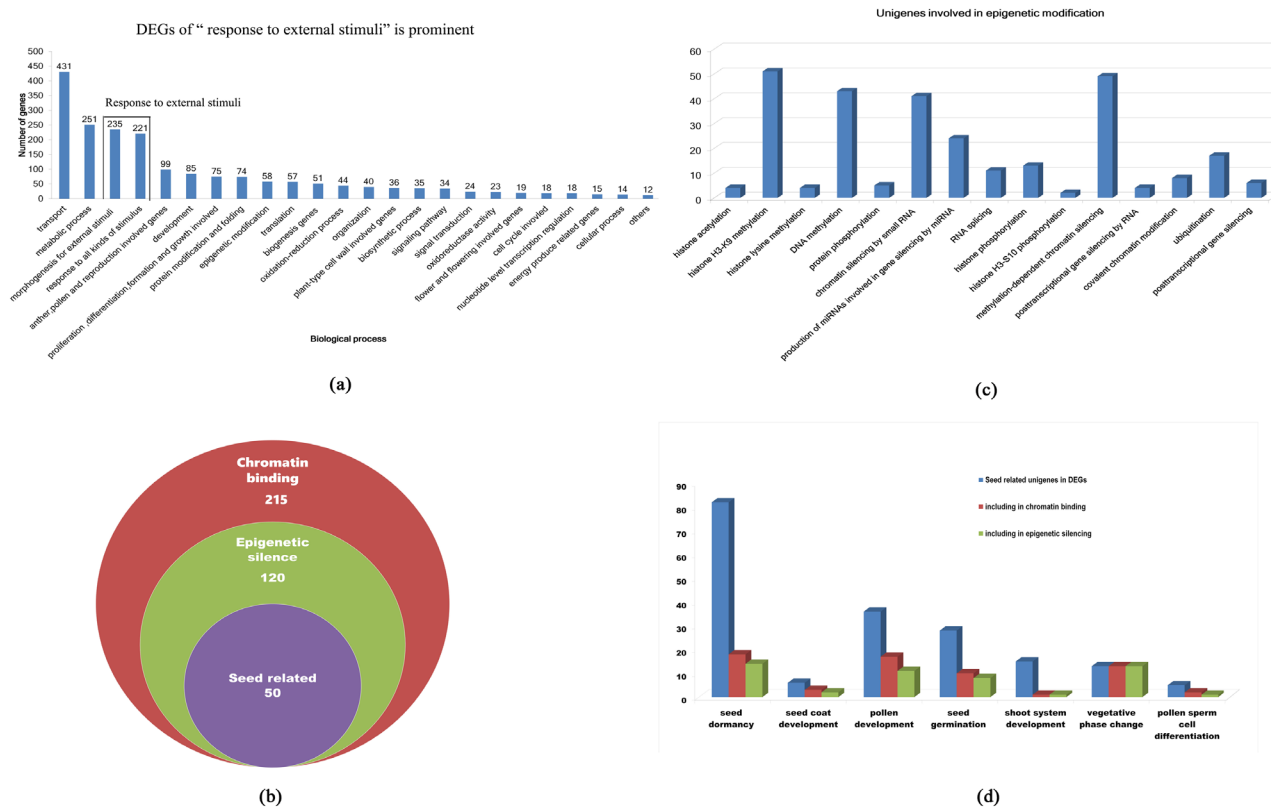 DEGs of “ response to external stimuli” is prominent
Number of genes
500
450
400
350
300
250
200
150
100
50
0
Response to external stimuli
431
251
235
221
99
85
75
74
58
57
51
44
40
36
35
34
24
23
19
18
18
15
14
12
transport
metabolic process
morphogenesis for external stimuli
response to all kinds of stimulus
anther,pollen and reproduction involved genes
development
proliferation ,differentiation,formation and growth involved
protein modification and folding
epigenetic modification
translation
biogenesis genes
oxidation-reduction process
organization
plant-type cell wall involved genes
biosynthetic process
signaling pathway
signal transduction
oxidoreductase activity
flower and flowering involved genes
cell cycle invovled
nucleotide level transcription regulation
energy produce related genes
cellular process
others
Biological process
(a)
Unigenes involved in epigenetic modification
60
50
40
30
20
10
0
histone acetylation
histone H3-K9 methylation
histone lysine methylation
DNA methylation
protein phosphorylation
chromatin silencing by small RNA
production of miRNAs involved in gene silencing by miRNA
RNA splicing
histone phosphorylation
histone H3-S10 phosphorylation
methylation-dependent chromatin silencing
posttranscriptional gene silencing by RNA
covalent chromatin modification
ubiquitination
posttranscriptional gene silencing
(c)
Chromatin
binding
215
Epigenetic
silence
120
Seed related
50
(b)
Seed related unigenes in DEGs
including in chromatin binding
including in epigenetic silencing
90
80
70
60
50
40
30
20
10
0
seed
dormancy
seed coat
development
pollen
development
seed
germination
shoot system
development
vegetative
phase change
pollen sperm
cell
differentiation
(d)